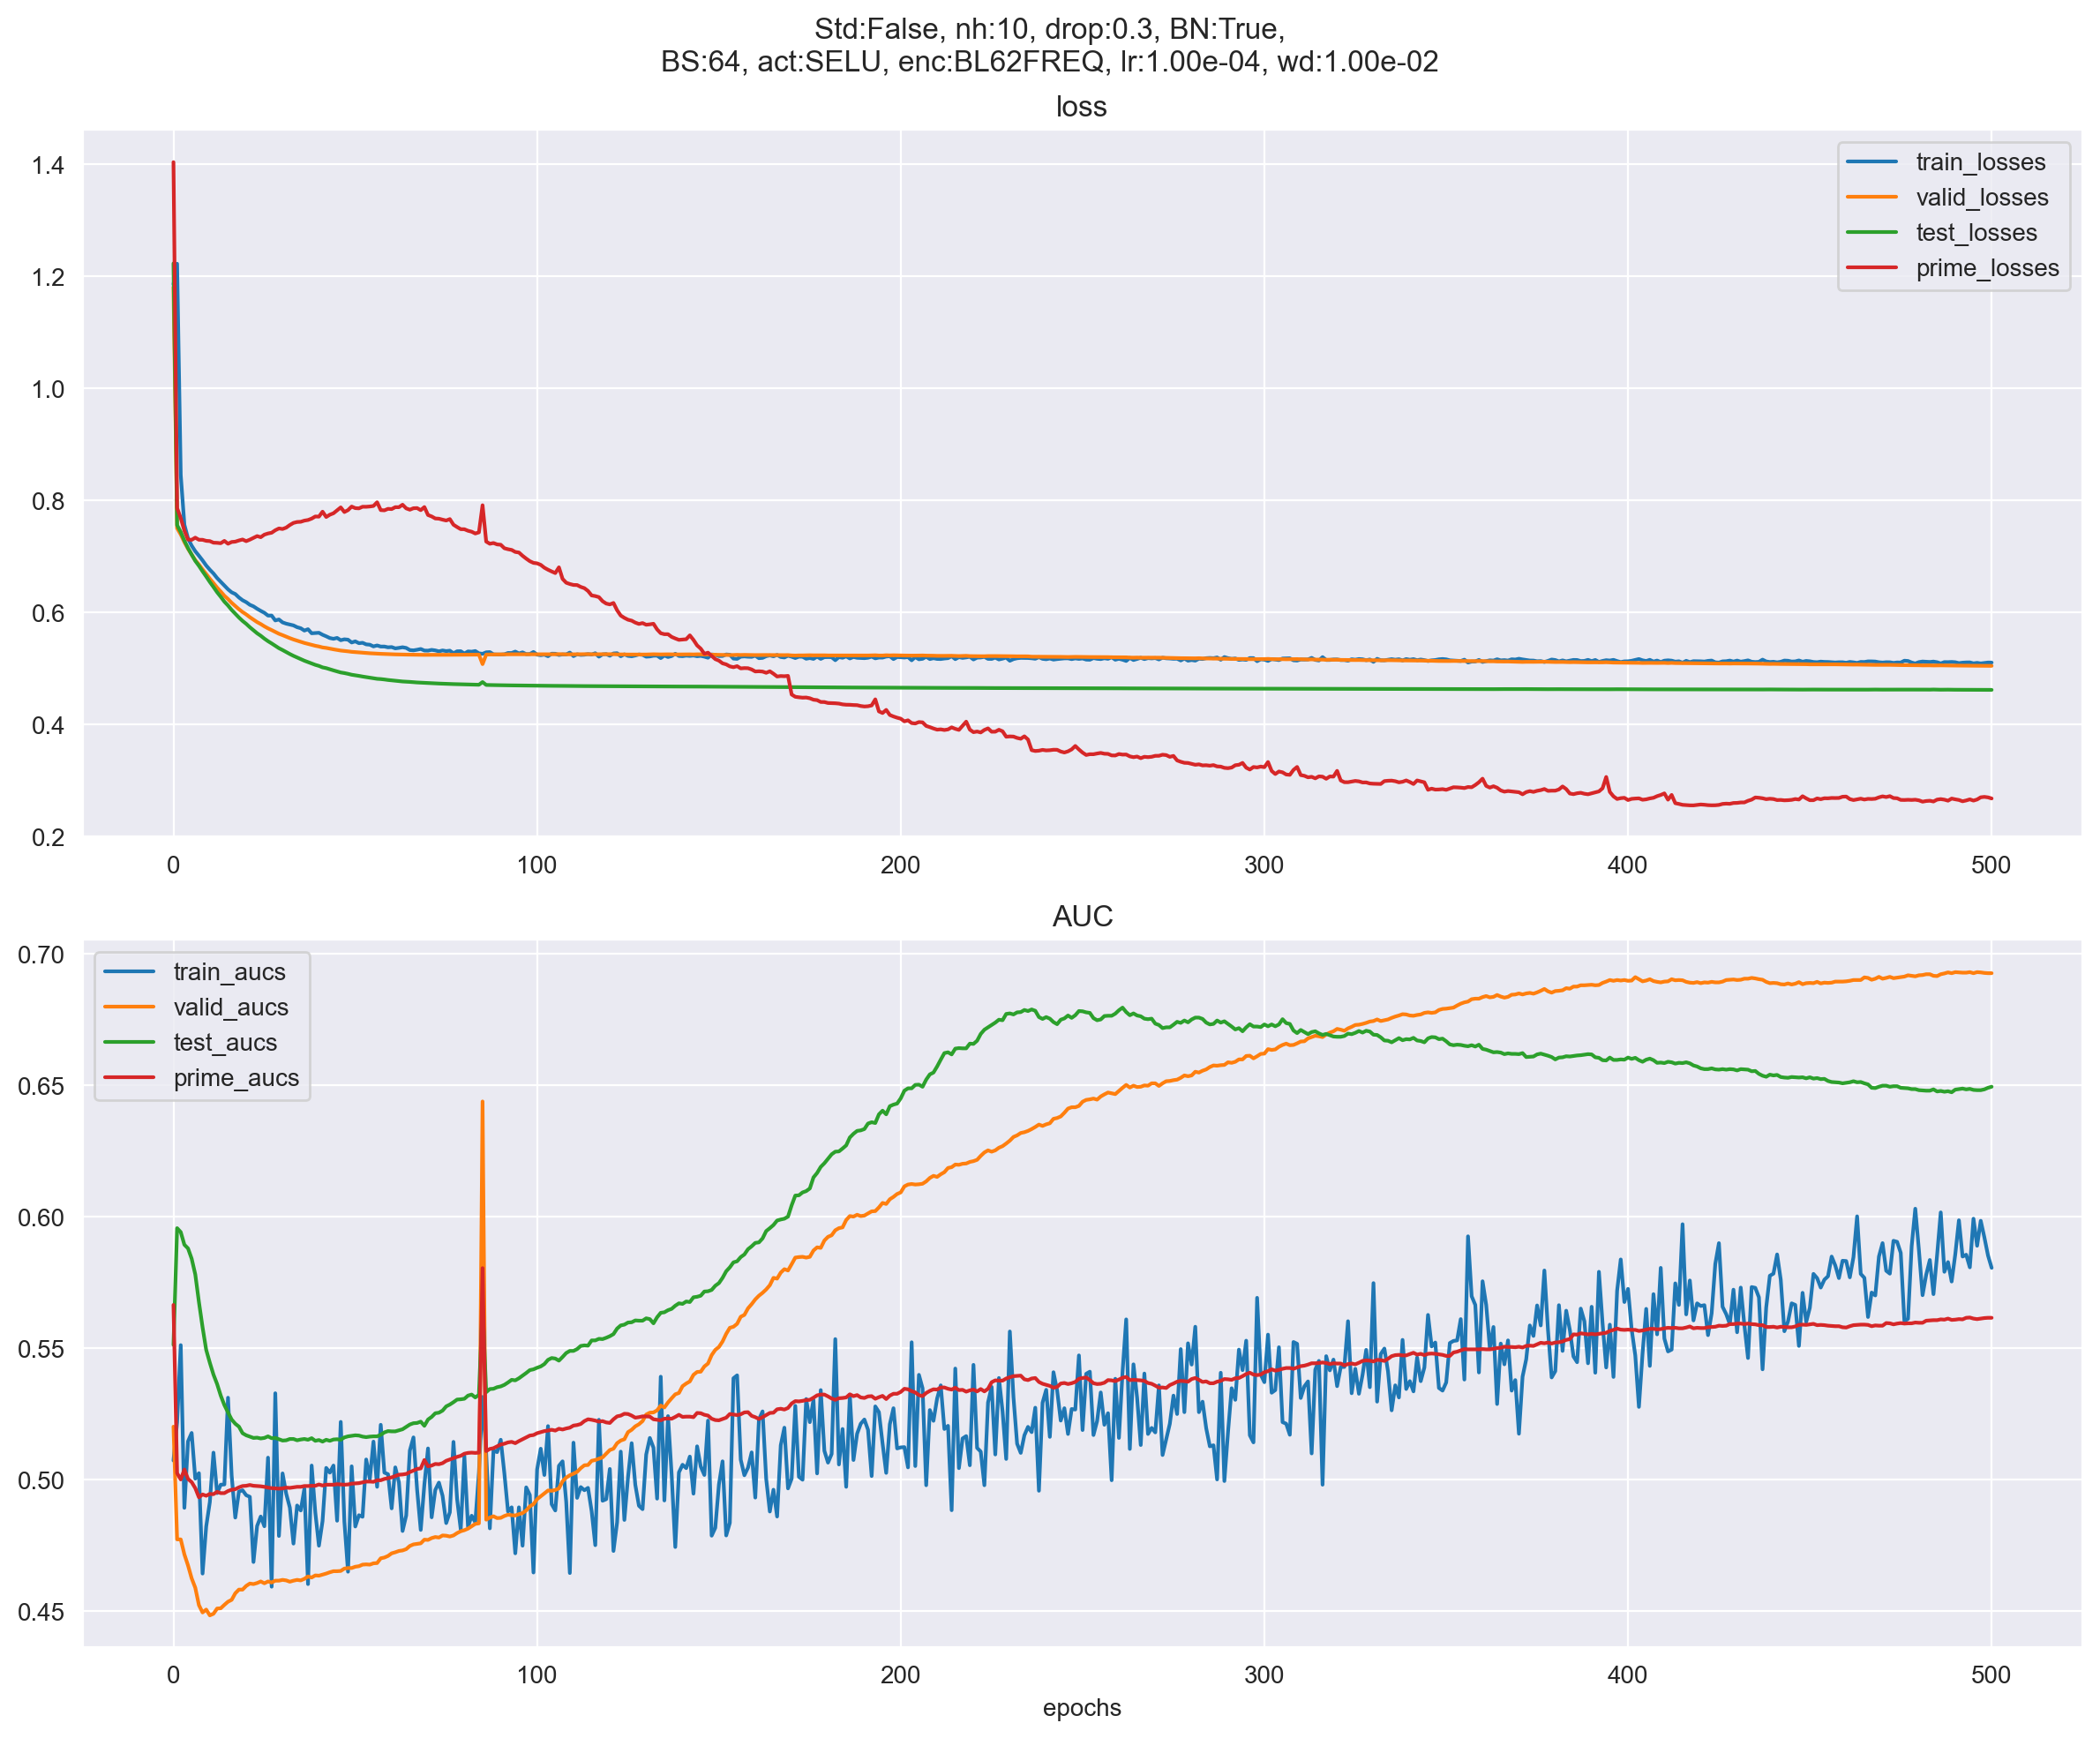 Std:False, nh:10, drop:0.3, BN:True,
BS:64, act:SELU, enc:BL62FREQ, lr:1.00e-04, wd:1.00e-02
loss
1.4
1.2
1.0
0.8
0.6
0.4
0.2
train_losses
valid_losses
test_losses
prime_losses
0 100 200 300 400 500
AUC
0.70
0.65
0.60
0.55
0.50
0.45
train_aucs
valid_aucs
test_aucs
prime_aucs
0 100 200 300 400 500
epochs